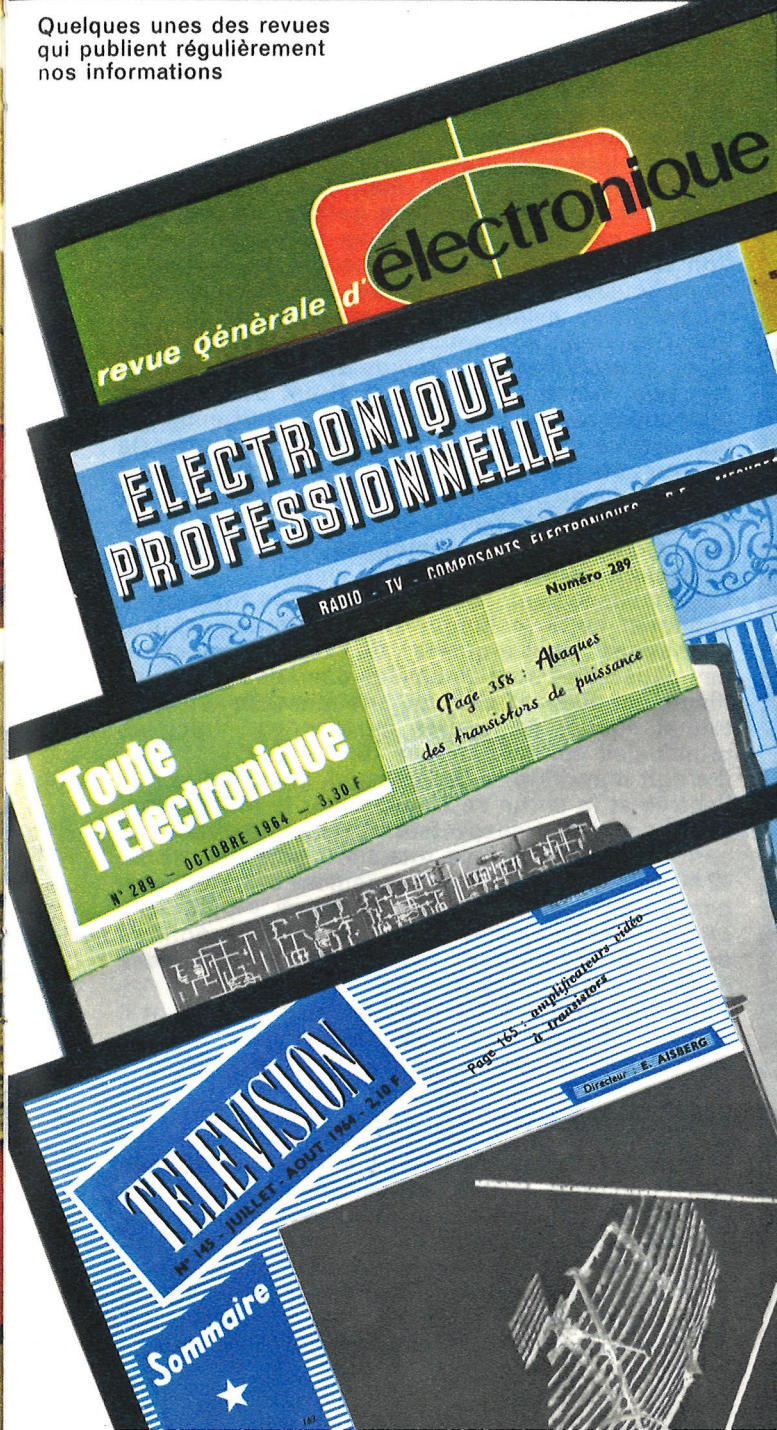 Quelques unes des revues
qui publient régulièrement
nos informations
revue générale d'électronique
ELECTRONIQUE
PROFESSIONNELLE
RADIO - TV - COMPOSANTS ELECTRONIQUES
Numéro 289
Page 358 : Abaques
des transistors de puissance
Toute
l'Electronique
N° 289 - OCTOBRE 1964 - 3,30 F
Page 165 : amplificateurs vidéo
à transistors
Directeur : E. AISBERG
TELEVISION
N° 145 - JUILLET - AOUT 1964 - 2,10 F
Sommaire